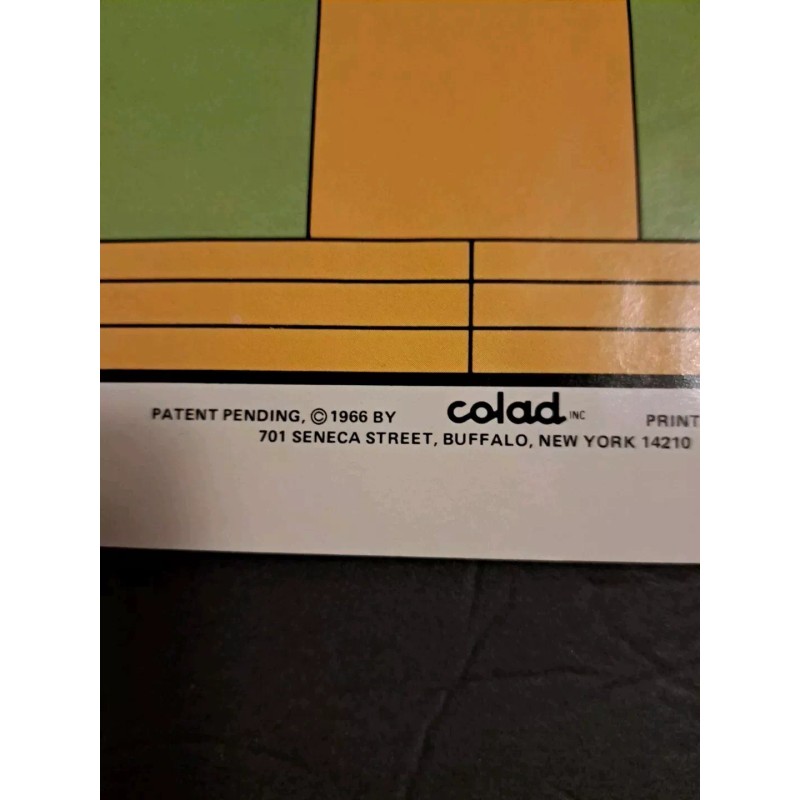 PATENT PENDING, © 1966 BY colad INC PRINT
701 SENECA STREET, BUFFALO, NEW YORK 14210